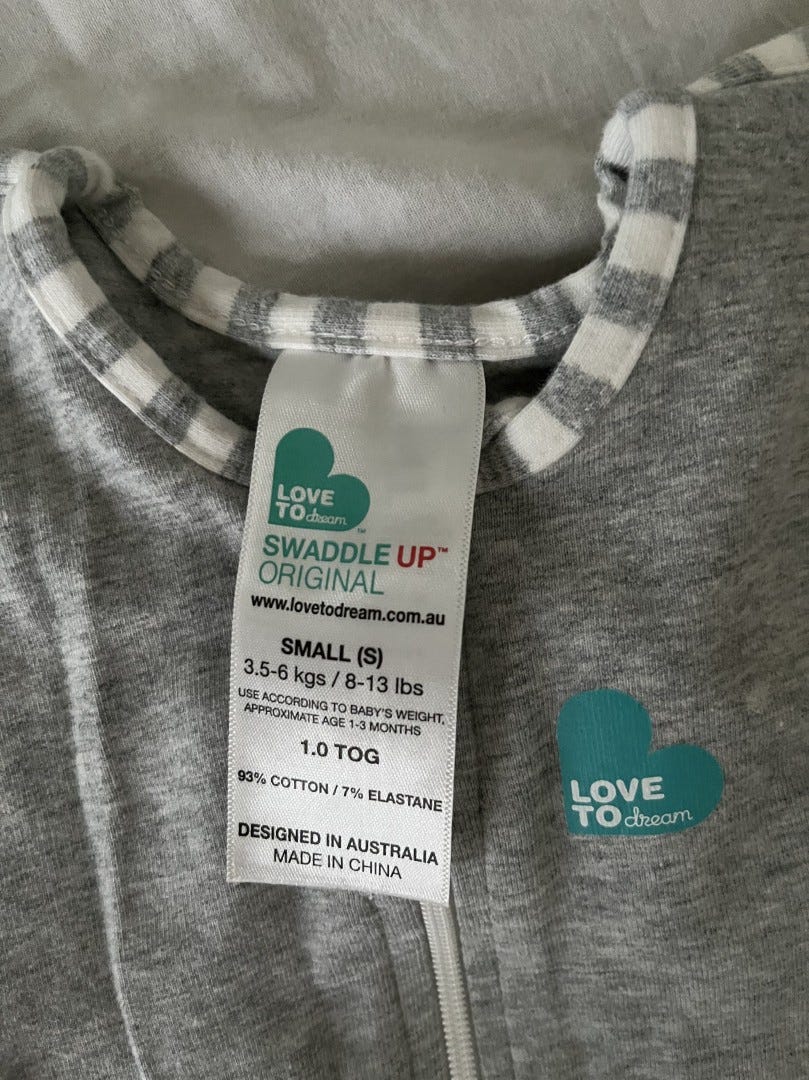 LOVE
TO dream™
SWADDLE UP™
ORIGINAL
www.lovetodream.com.au
SMALL (S)
3.5-6 kgs / 8-13 lbs
USE ACCORDING TO BABY'S WEIGHT,
APPROXIMATE AGE 1-3 MONTHS
1.0 TOG
93% COTTON / 7% ELASTANE
DESIGNED IN AUSTRALIA
MADE IN CHINA
LOVE
TO dream